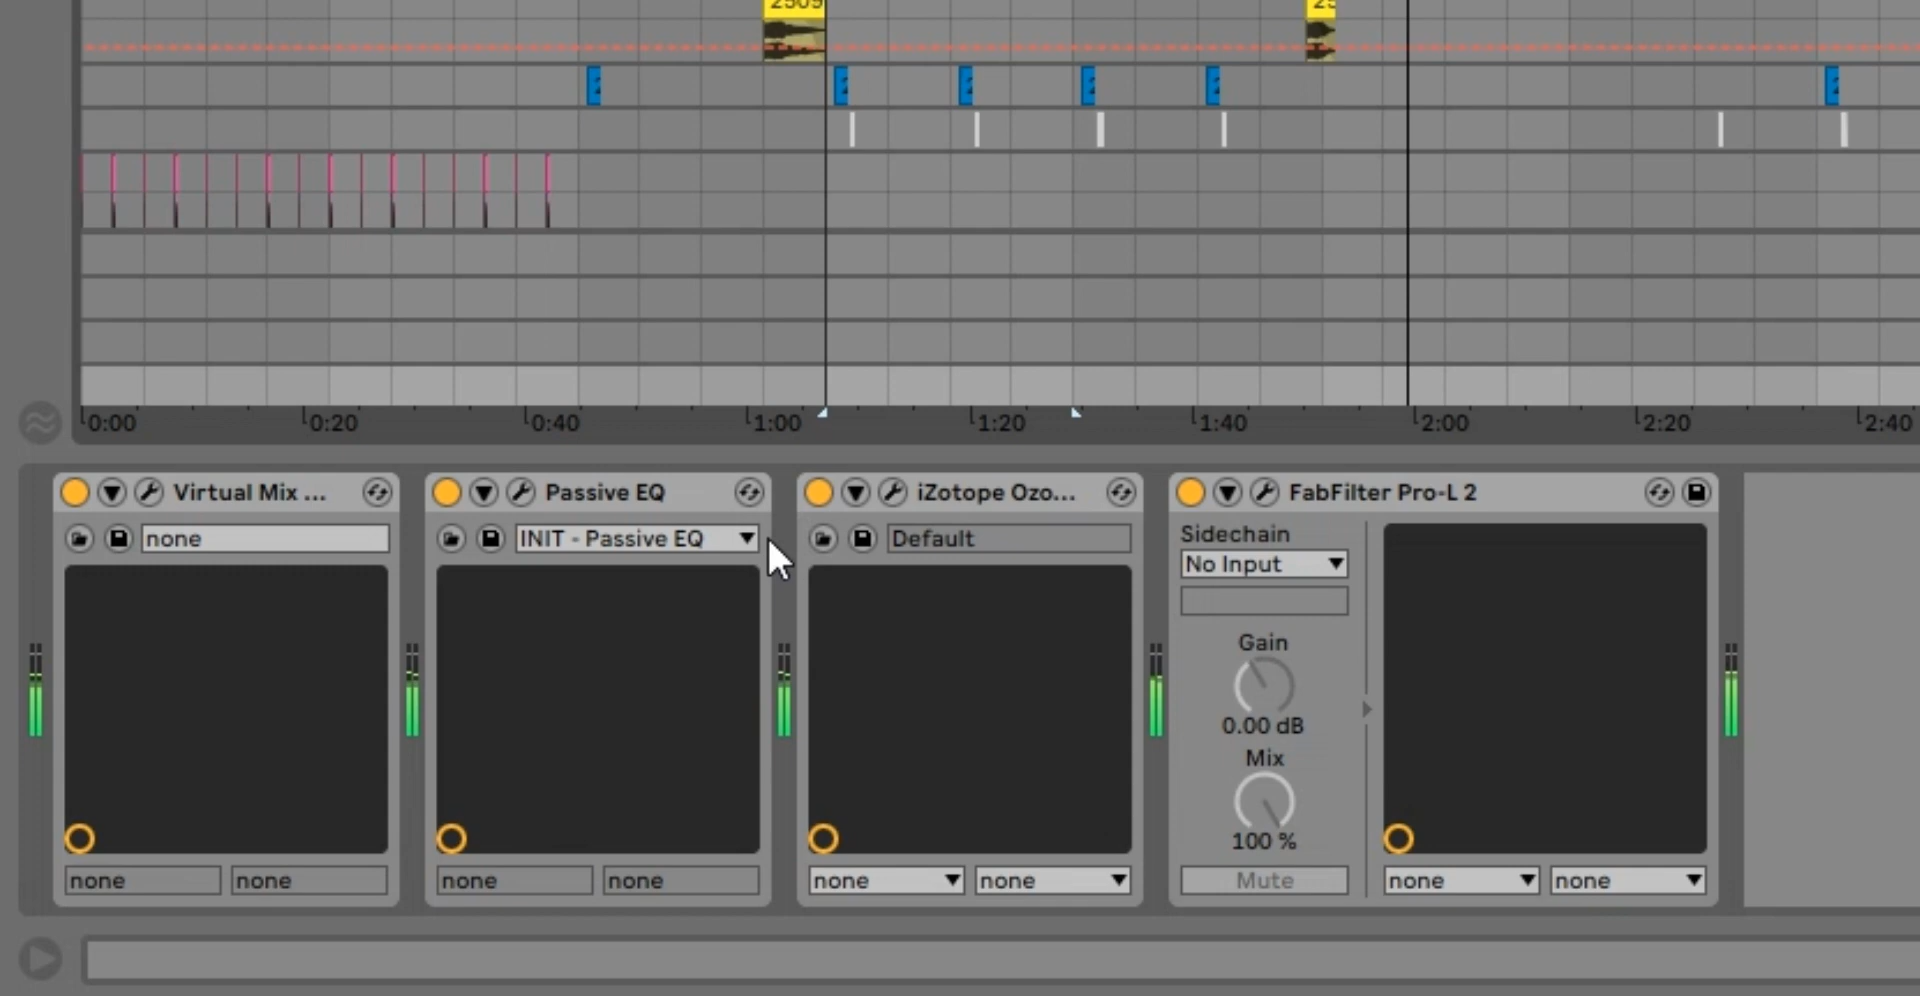 2509
0:00 0:20 0:40 1:00 1:20 1:40 2:00 2:20 2:40
Virtual Mix ...
none
none none
Passive EQ
INIT - Passive EQ
none none
iZotope Ozo...
Default
none none
FabFilter Pro-L 2
Sidechain
No Input
Gain
0.00 dB
Mix
100 %
Mute
none none